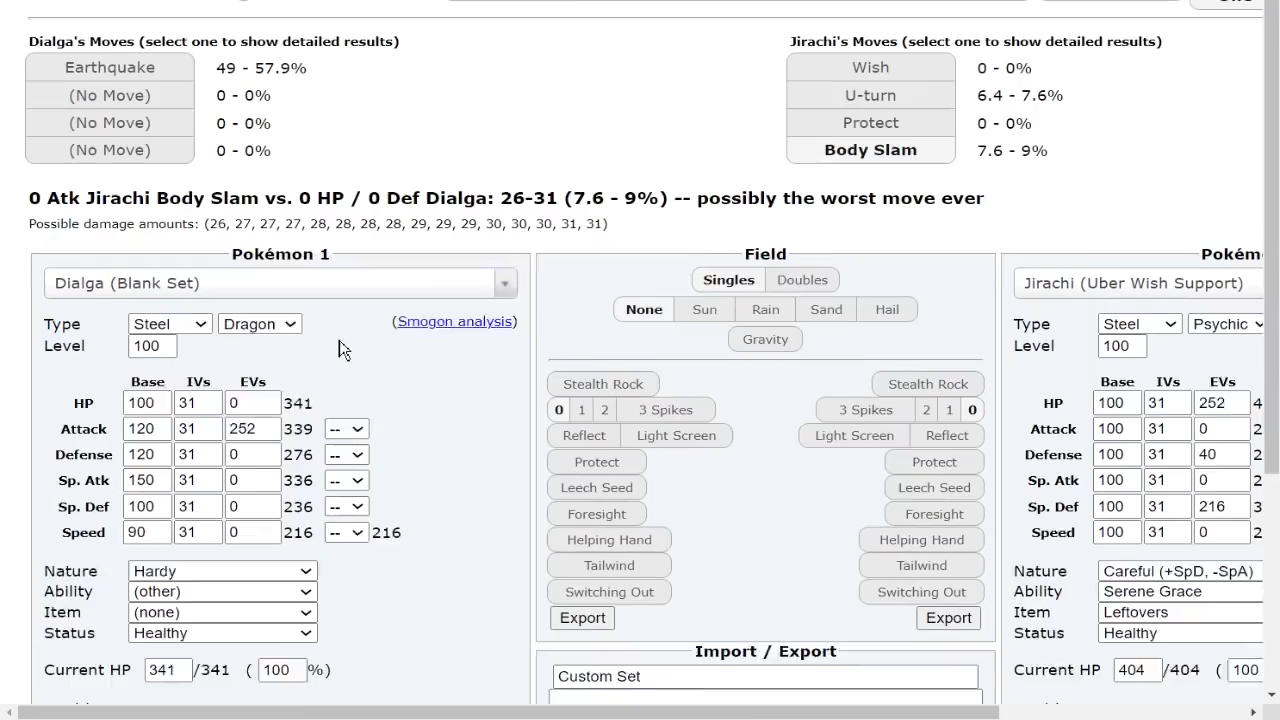 Dialga's Moves (select one to show detailed results)
Earthquake 49 - 57.9%
(No Move) 0 - 0%
(No Move) 0 - 0%
(No Move) 0 - 0%
Jirachi's Moves (select one to show detailed results)
Wish 0 - 0%
U-turn 6.4 - 7.6%
Protect 0 - 0%
Body Slam 7.6 - 9%
0 Atk Jirachi Body Slam vs. 0 HP / 0 Def Dialga: 26-31 (7.6 - 9%) -- possibly the worst move ever
Possible damage amounts: (26, 27, 27, 27, 28, 28, 28, 28, 29, 29, 29, 30, 30, 30, 31, 31)
Pokémon 1
Dialga (Blank Set)
Type Steel Dragon (Smogon analysis)
Level 100
Base IVs EVs
HP 100 31 0 341
Attack 120 31 252 339 --
Defense 120 31 0 276 --
Sp. Atk 150 31 0 336 --
Sp. Def 100 31 0 236 --
Speed 90 31 0 216 -- 216
Nature Hardy
Ability (other)
Item (none)
Status Healthy
Current HP 341 /341 ( 100 %)
Field
Singles Doubles
None Sun Rain Sand Hail
Gravity
Stealth Rock Stealth Rock
0 1 2 3 Spikes 3 Spikes 2 1 0
Reflect Light Screen Light Screen Reflect
Protect Protect
Leech Seed Leech Seed
Foresight Foresight
Helping Hand Helping Hand
Tailwind Tailwind
Switching Out Switching Out
Export Export
Import / Export
Custom Set
Pokém
Jirachi (Uber Wish Support)
Type Steel Psychic
Level 100
Base IVs EVs
HP 100 31 252 4
Attack 100 31 0 2
Defense 100 31 40 2
Sp. Atk 100 31 0 2
Sp. Def 100 31 216 3
Speed 100 31 0 2
Nature Careful (+SpD, -SpA)
Ability Serene Grace
Item Leftovers
Status Healthy
Current HP 404 /404 ( 100